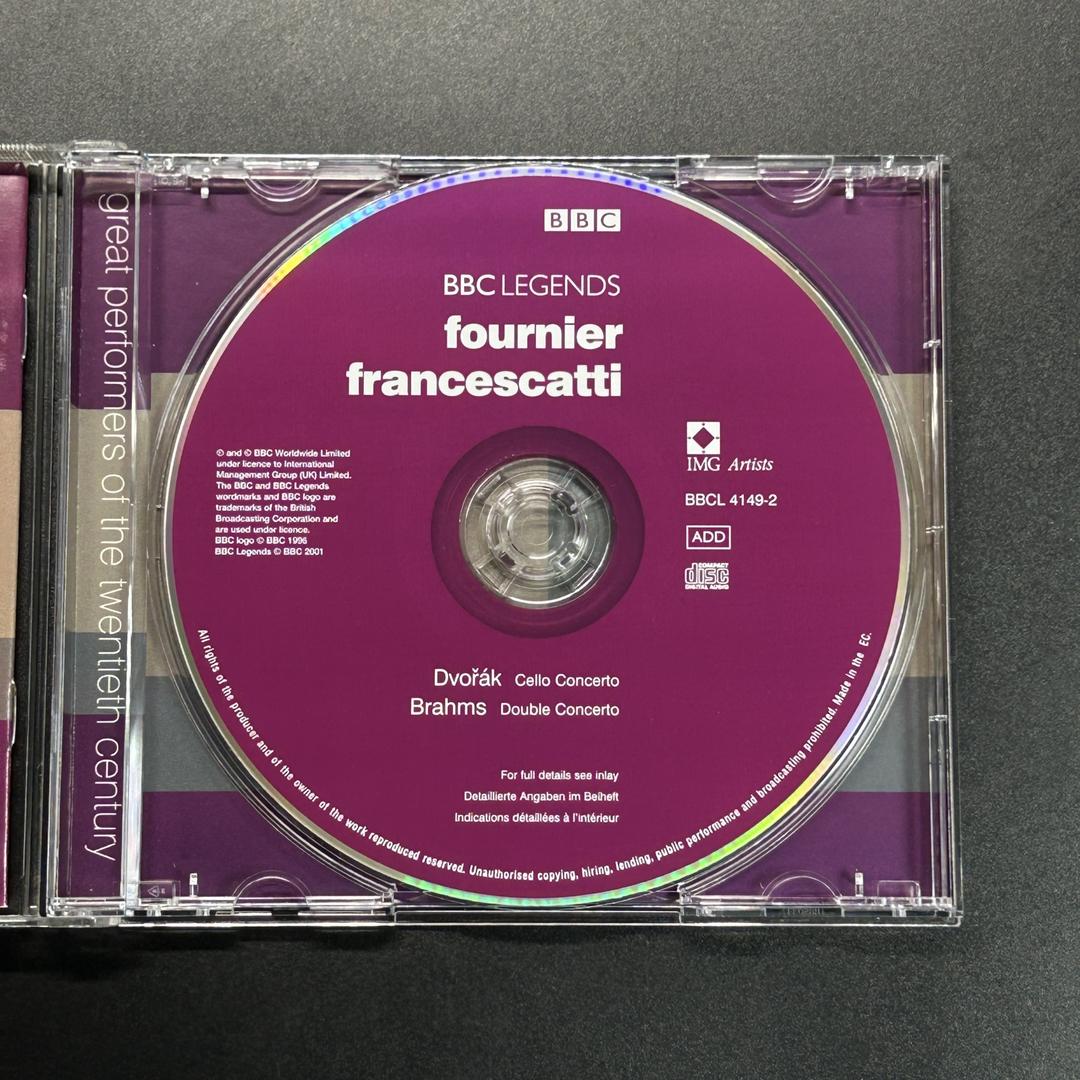 great performers of the twentieth century
BBC
BBC LEGENDS
fournier
francescatti
℗ and © BBC Worldwide Limited
under licence to International
Management Group (UK) Limited.
The BBC and BBC Legends
wordmarks and BBC logo are
trademarks of the British
Broadcasting Corporation and
are used under licence.
BBC logo © BBC 1996
BBC Legends © BBC 2001
IMG Artists
BBCL 4149-2
ADD
COMPACT
disc
DIGITAL AUDIO
Dvořák Cello Concerto
Brahms Double Concerto
For full details see inlay
Detaillierte Angaben im Beiheft
Indications détaillées à l'intérieur
All rights of the producer and of the owner of the work reproduced reserved. Unauthorised copying, hiring, lending, public performance and broadcasting prohibited. Made in the EC.